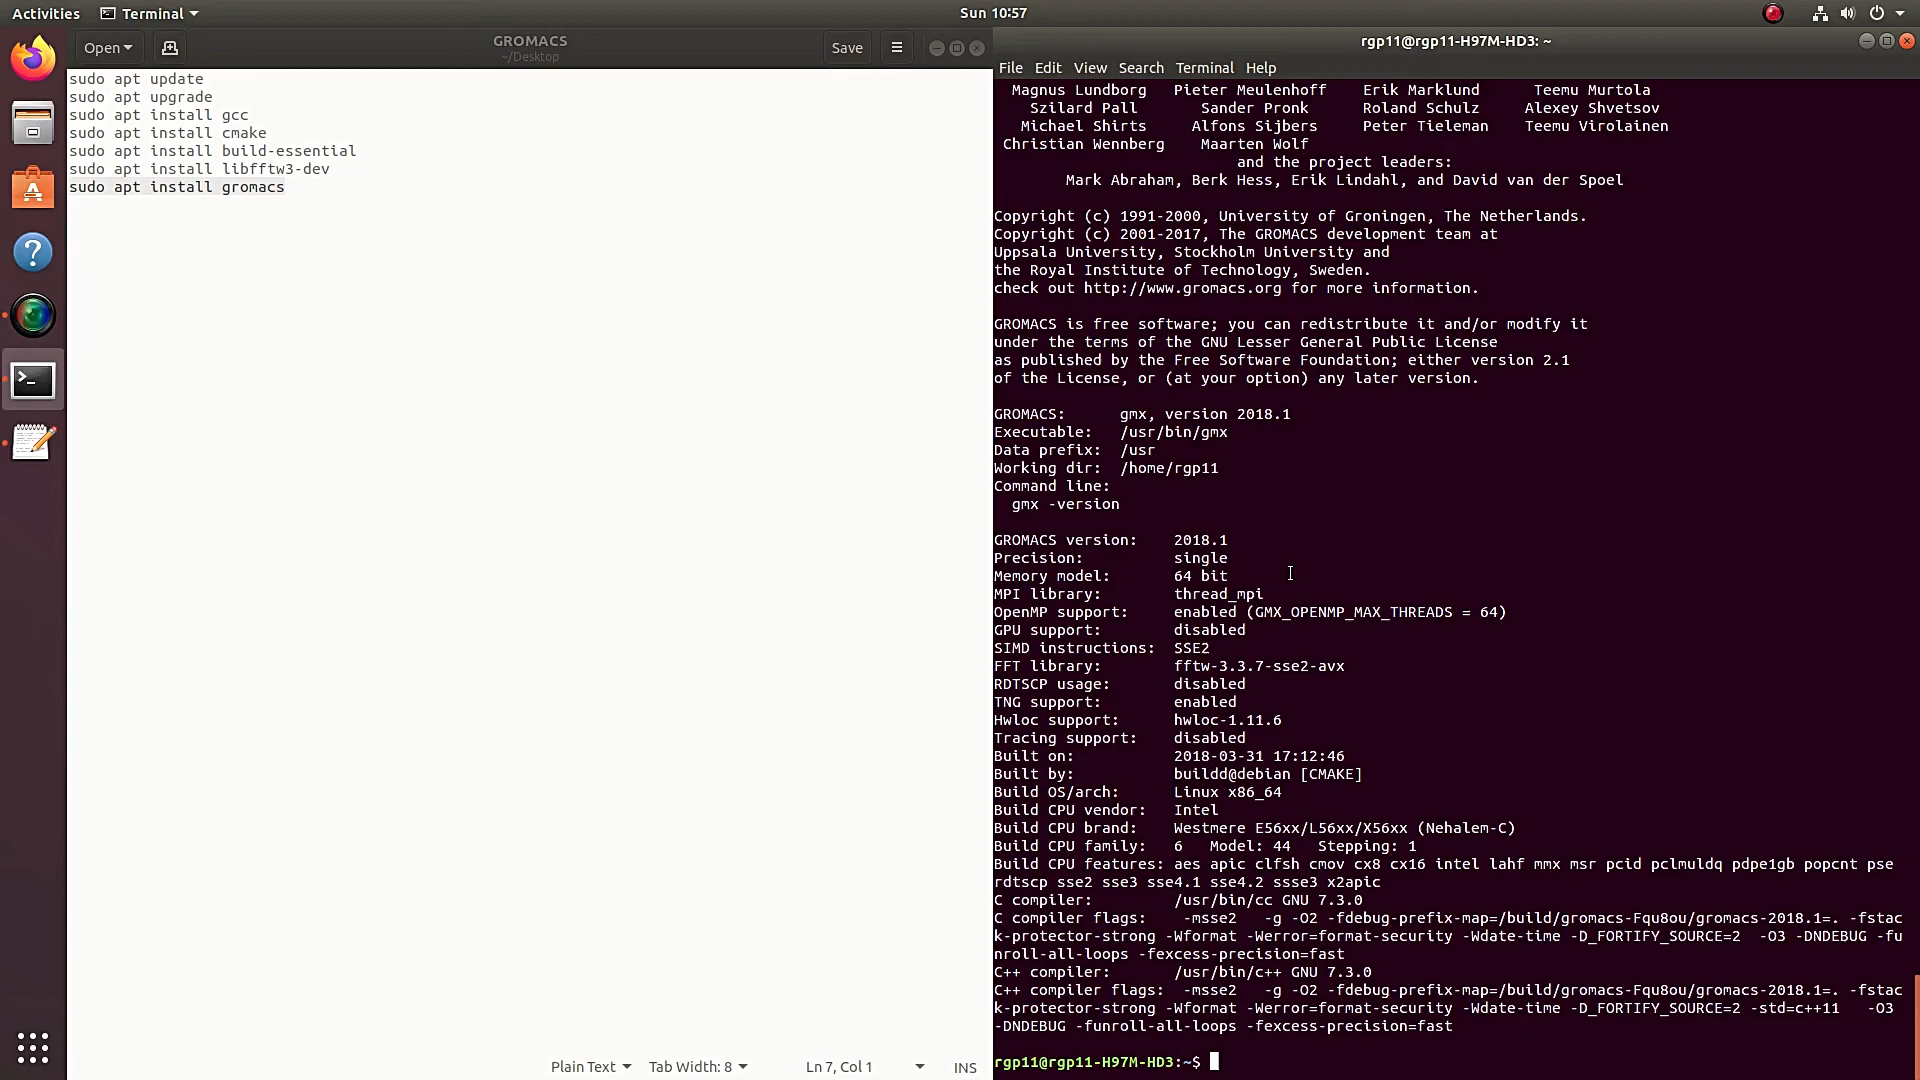 Activities Terminal Sun 10:57
Open GROMACS Save
~/Desktop
sudo apt update
sudo apt upgrade
sudo apt install gcc
sudo apt install cmake
sudo apt install build-essential
sudo apt install libfftw3-dev
sudo apt install gromacs
Plain Text Tab Width: 8 Ln 7, Col 1 INS
rgp11@rgp11-H97M-HD3: ~
File Edit View Search Terminal Help
Magnus Lundborg Pieter Meulenhoff Erik Marklund Teemu Murtola
Szilard Pall Sander Pronk Roland Schulz Alexey Shvetsov
Michael Shirts Alfons Sijbers Peter Tieleman Teemu Virolainen
Christian Wennberg Maarten Wolf
and the project leaders:
Mark Abraham, Berk Hess, Erik Lindahl, and David van der Spoel
Copyright (c) 1991-2000, University of Groningen, The Netherlands.
Copyright (c) 2001-2017, The GROMACS development team at
Uppsala University, Stockholm University and
the Royal Institute of Technology, Sweden.
check out http://www.gromacs.org for more information.
GROMACS is free software; you can redistribute it and/or modify it
under the terms of the GNU Lesser General Public License
as published by the Free Software Foundation; either version 2.1
of the License, or (at your option) any later version.
GROMACS: gmx, version 2018.1
Executable: /usr/bin/gmx
Data prefix: /usr
Working dir: /home/rgp11
Command line:
gmx -version
GROMACS version: 2018.1
Precision: single
Memory model: 64 bit
MPI library: thread_mpi
OpenMP support: enabled (GMX_OPENMP_MAX_THREADS = 64)
GPU support: disabled
SIMD instructions: SSE2
FFT library: fftw-3.3.7-sse2-avx
RDTSCP usage: disabled
TNG support: enabled
Hwloc support: hwloc-1.11.6
Tracing support: disabled
Built on: 2018-03-31 17:12:46
Built by: buildd@debian [CMAKE]
Build OS/arch: Linux x86_64
Build CPU vendor: Intel
Build CPU brand: Westmere E56xx/L56xx/X56xx (Nehalem-C)
Build CPU family: 6 Model: 44 Stepping: 1
Build CPU features: aes apic clfsh cmov cx8 cx16 intel lahf mmx msr pcid pclmuldq pdpe1gb popcnt pse
rdtscp sse2 sse3 sse4.1 sse4.2 ssse3 x2apic
C compiler: /usr/bin/cc GNU 7.3.0
C compiler flags: -msse2 -g -O2 -fdebug-prefix-map=/build/gromacs-Fqu8ou/gromacs-2018.1=. -fstac
k-protector-strong -Wformat -Werror=format-security -Wdate-time -D_FORTIFY_SOURCE=2 -O3 -DNDEBUG -fu
nroll-all-loops -fexcess-precision=fast
C++ compiler: /usr/bin/c++ GNU 7.3.0
C++ compiler flags: -msse2 -g -O2 -fdebug-prefix-map=/build/gromacs-Fqu8ou/gromacs-2018.1=. -fstac
k-protector-strong -Wformat -Werror=format-security -Wdate-time -D_FORTIFY_SOURCE=2 -std=c++11 -O3
-DNDEBUG -funroll-all-loops -fexcess-precision=fast
rgp11@rgp11-H97M-HD3:~$